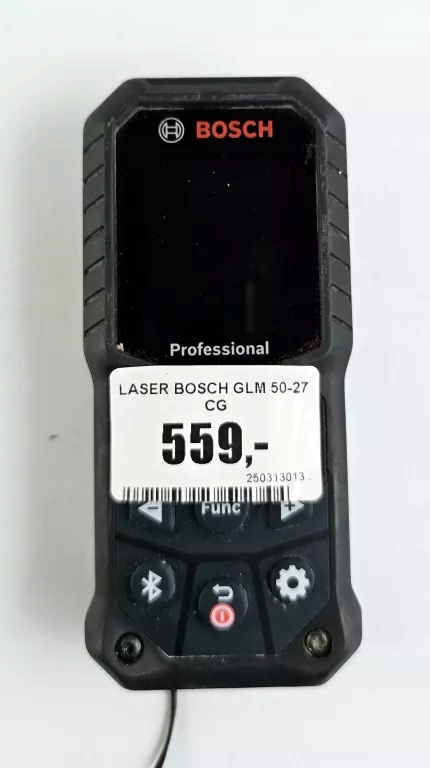 BOSCH
Professional
LASER BOSCH GLM 50-27
CG
559,-
250313013
Func